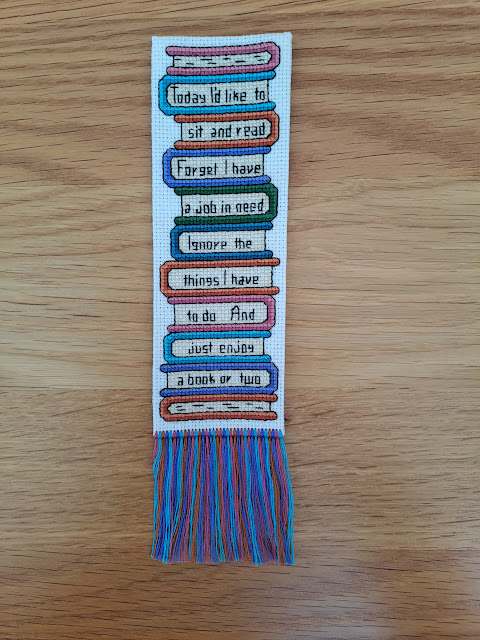 Today I'd like to
sit and read
Forget I have
a job in need
Ignore the
things I have
to do And
just enjoy
a book or two